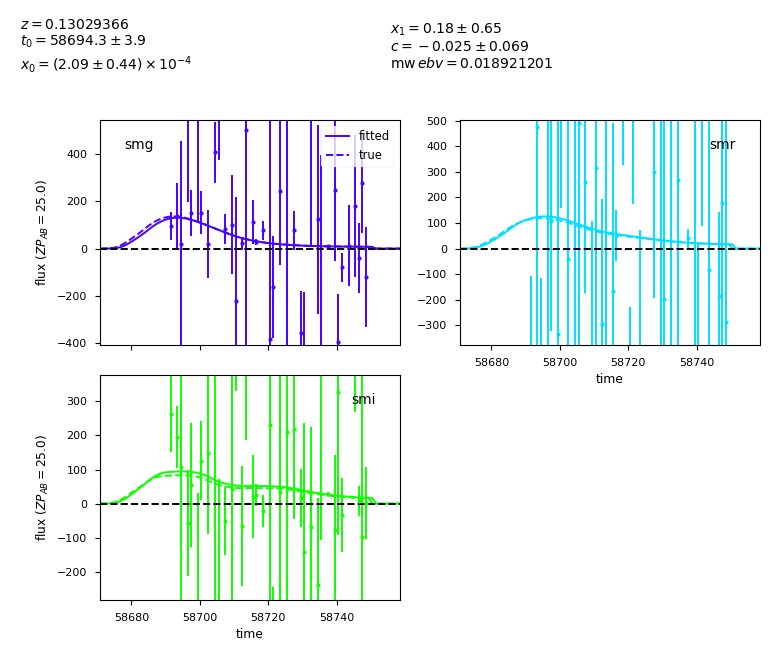 z = 0.13029366
t₀ = 58694.3 ± 3.9
x₀ = (2.09 ± 0.44) × 10⁻⁴
x₁ = 0.18 ± 0.65
c = −0.025 ± 0.069
mw ebv = 0.018921201
smg
fitted
true
400
200
0
−200
−400
flux (ZP_AB = 25.0)
smr
500
400
300
200
100
0
−100
−200
−300
58680 58700 58720 58740
time
smi
300
200
100
0
−100
−200
flux (ZP_AB = 25.0)
58680 58700 58720 58740
time